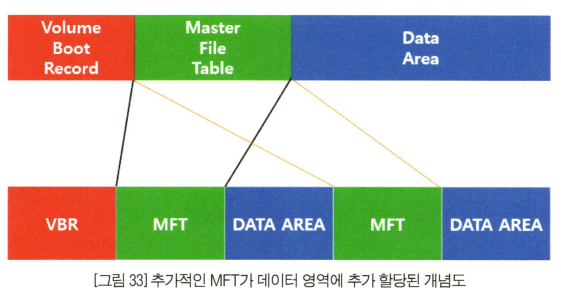 Volume
Boot
Record
Master
File
Table
Data
Area
VBR
MFT
DATA AREA
MFT
DATA AREA
[그림 33] 추가적인 MFT가 데이터 영역에 추가 할당된 개념도